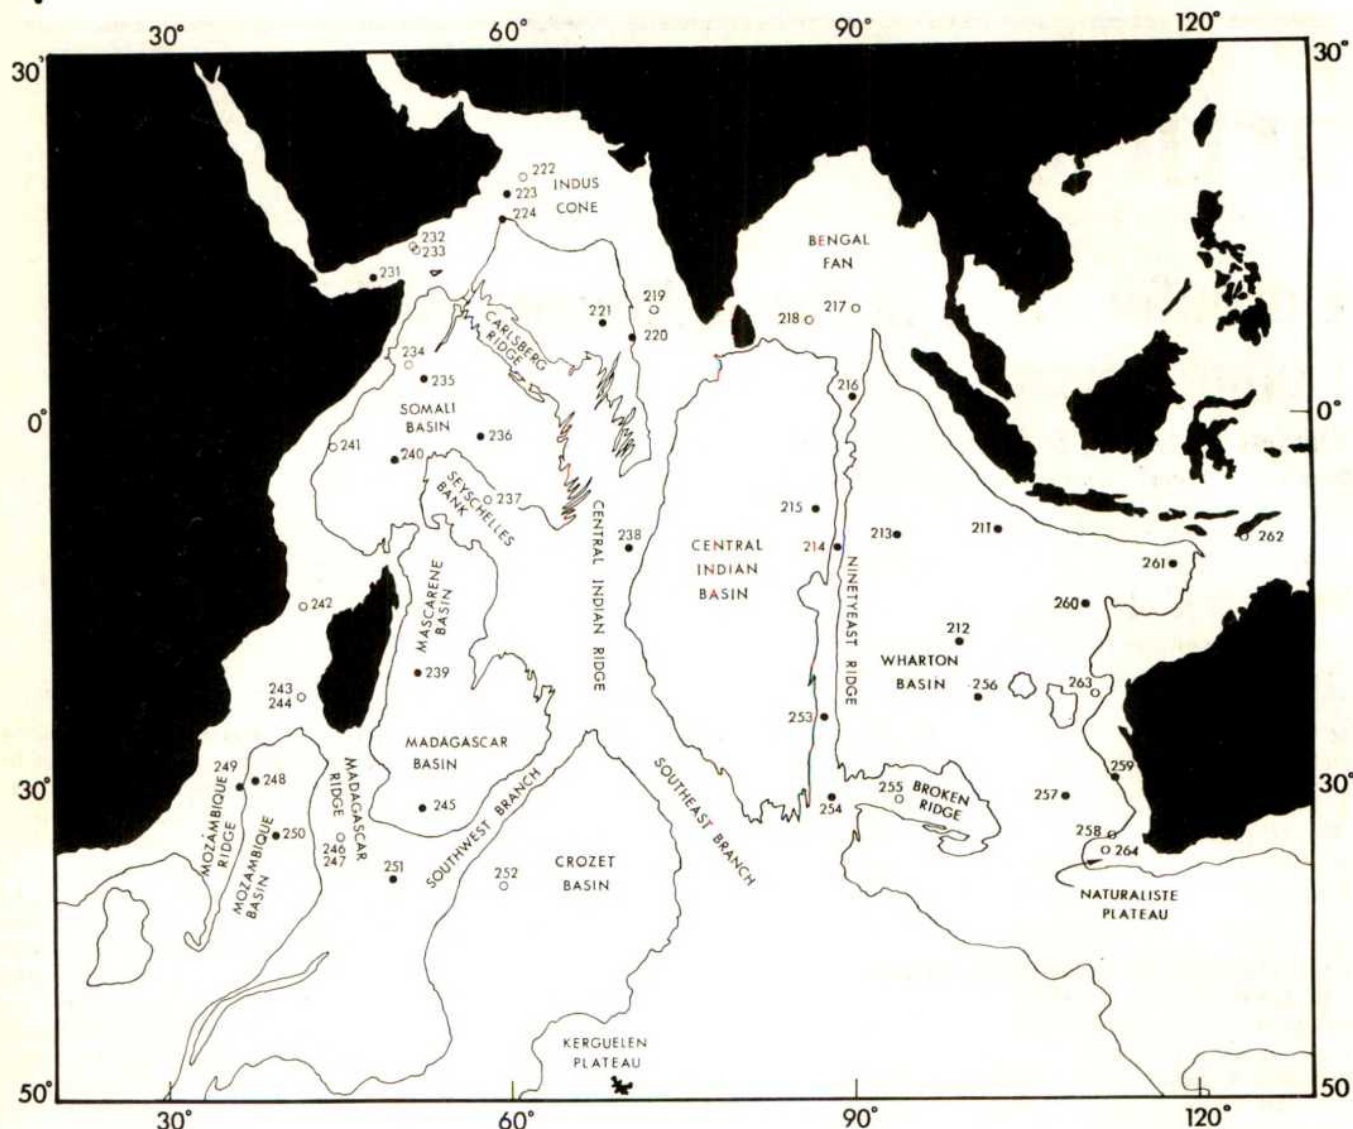 30°
60°
90°
120°
30'
30°
222
223
224
INDUS
CONE
232
233
231
BENGAL
FAN
219
221
220
217
218
CARLSBERG
RIDGE
234
235
216
0°
0°
SOMALI
BASIN
236
241
240
SEYSCHELLES
BANK
237
CENTRAL INDIAN RIDGE
238
215
214
213
211
262
261
CENTRAL
INDIAN
BASIN
NINETYEAST RIDGE
242
MASCARENE
BASIN
260
212
239
WHARTON
BASIN
256
263
243
244
253
MADAGASCAR
BASIN
249
248
MADAGASCAR
RIDGE
30°
30°
245
SOUTHWEST BRANCH
SOUTHEAST BRANCH
254
255
BROKEN
RIDGE
257
259
MOZAMBIQUE
RIDGE
250
MOZAMBIQUE
BASIN
246
247
251
252
CROZET
BASIN
258
264
NATURALISTE
PLATEAU
KERGUELEN
PLATEAU
50°
50
30°
60°
90°
120°